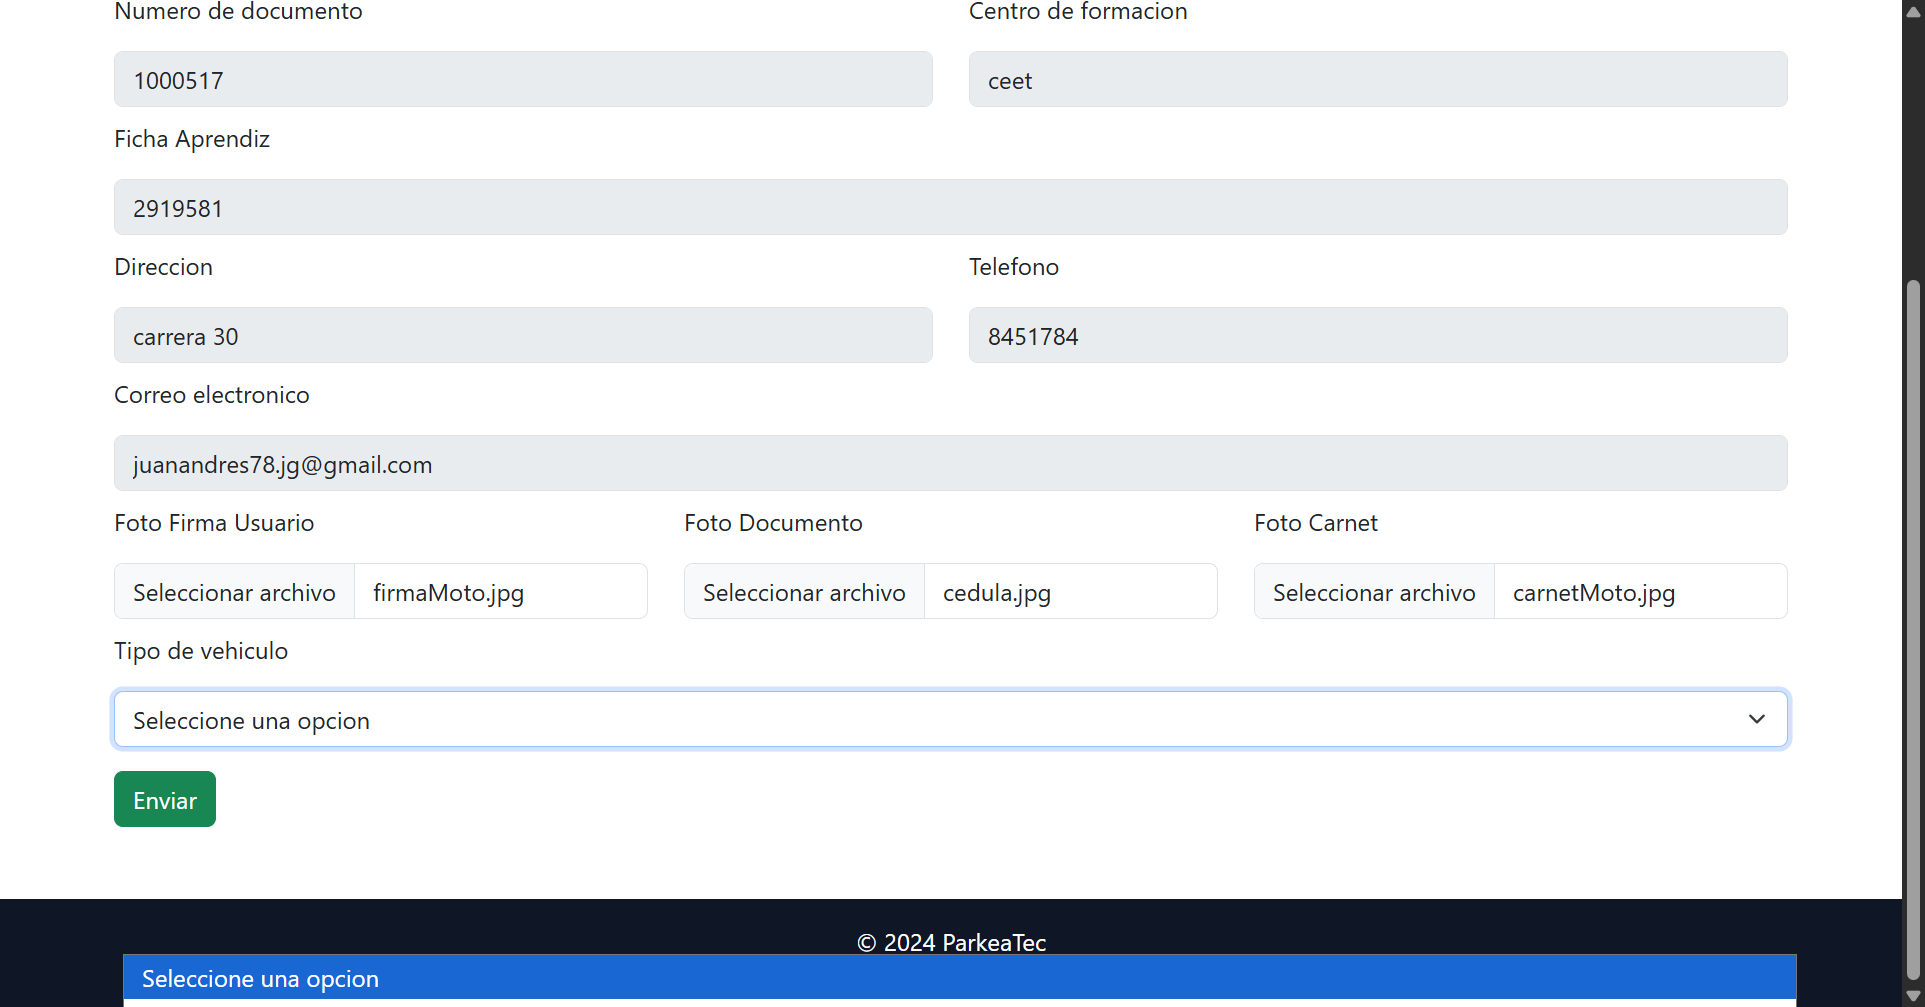 Numero de documento
Centro de formacion
1000517
ceet
Ficha Aprendiz
2919581
Direccion
Telefono
carrera 30
8451784
Correo electronico
juanandres78.jg@gmail.com
Foto Firma Usuario
Foto Documento
Foto Carnet
Seleccionar archivo firmaMoto.jpg
Seleccionar archivo cedula.jpg
Seleccionar archivo carnetMoto.jpg
Tipo de vehiculo
Seleccione una opcion
Enviar
© 2024 ParkeaTec
Seleccione una opcion